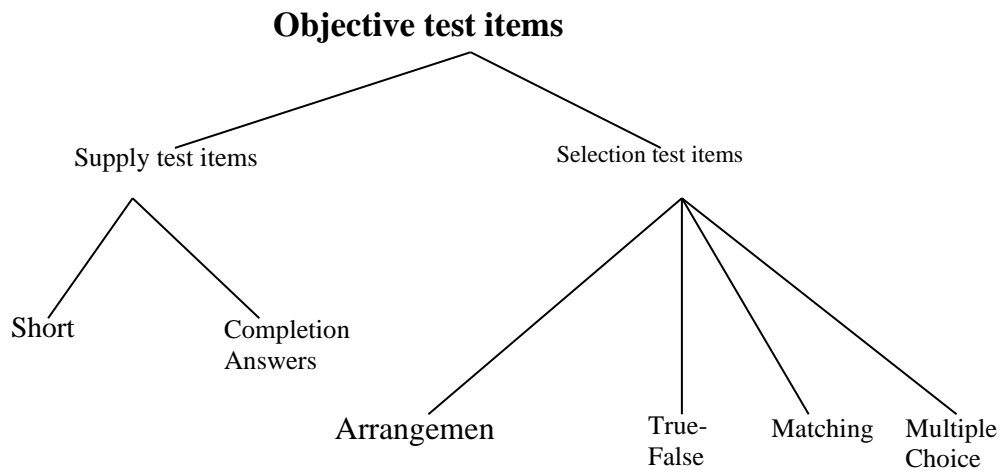 Objective test items
Supply test items
Selection test items
Short
Completion
Answers
Arrangemen
True-
False
Matching
Multiple
Choice